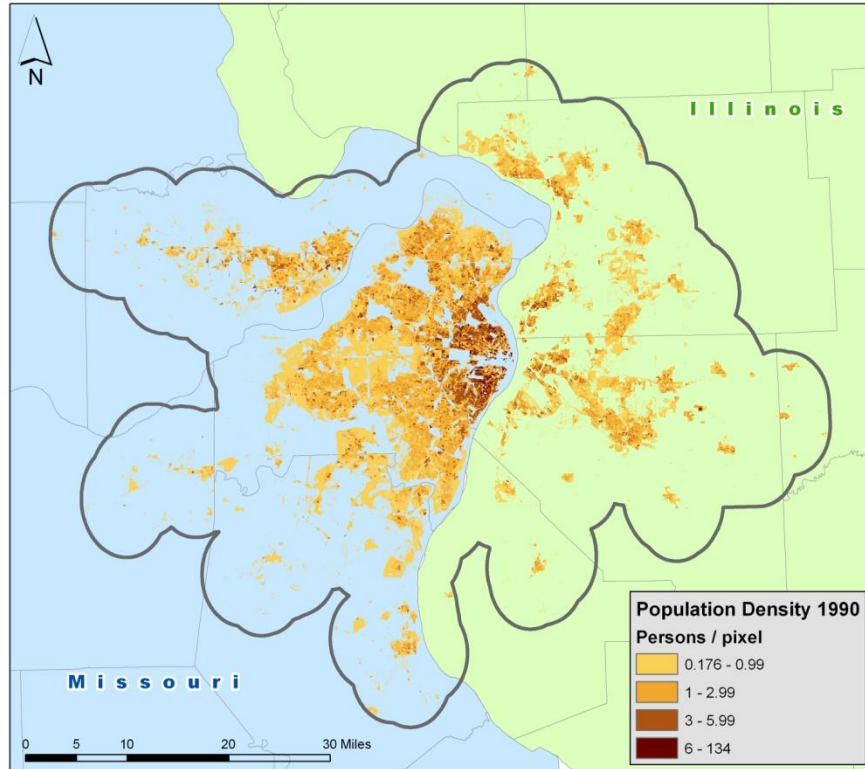 N
Illinois
Missouri
0 5 10 20 30 Miles
Population Density 1990
Persons / pixel
0.176 - 0.99
1 - 2.99
3 - 5.99
6 - 134